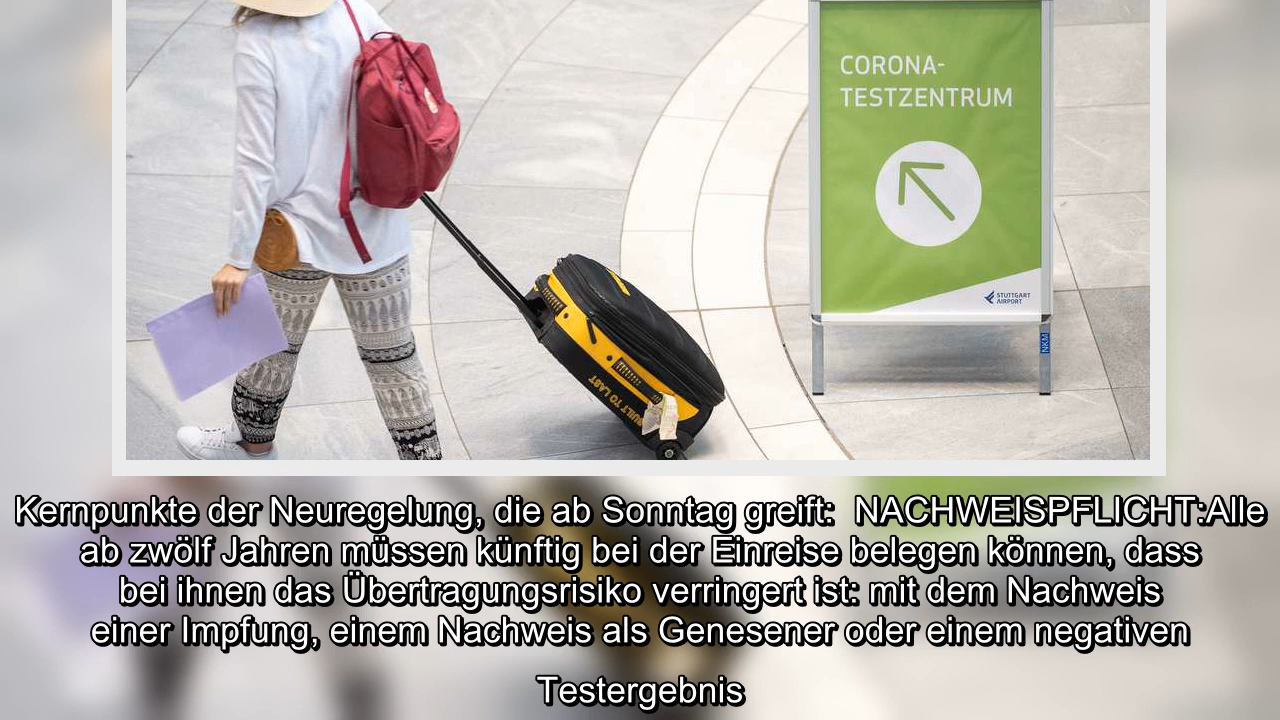 CORONA-
TESTZENTRUM
STUTTGART
AIRPORT
NKM
BUILT TO LAST
Kernpunkte der Neuregelung, die ab Sonntag greift:  NACHWEISPFLICHT:Alle
ab zwölf Jahren müssen künftig bei der Einreise belegen können, dass
bei ihnen das Übertragungsrisiko verringert ist: mit dem Nachweis
einer Impfung, einem Nachweis als Genesener oder einem negativen
Testergebnis